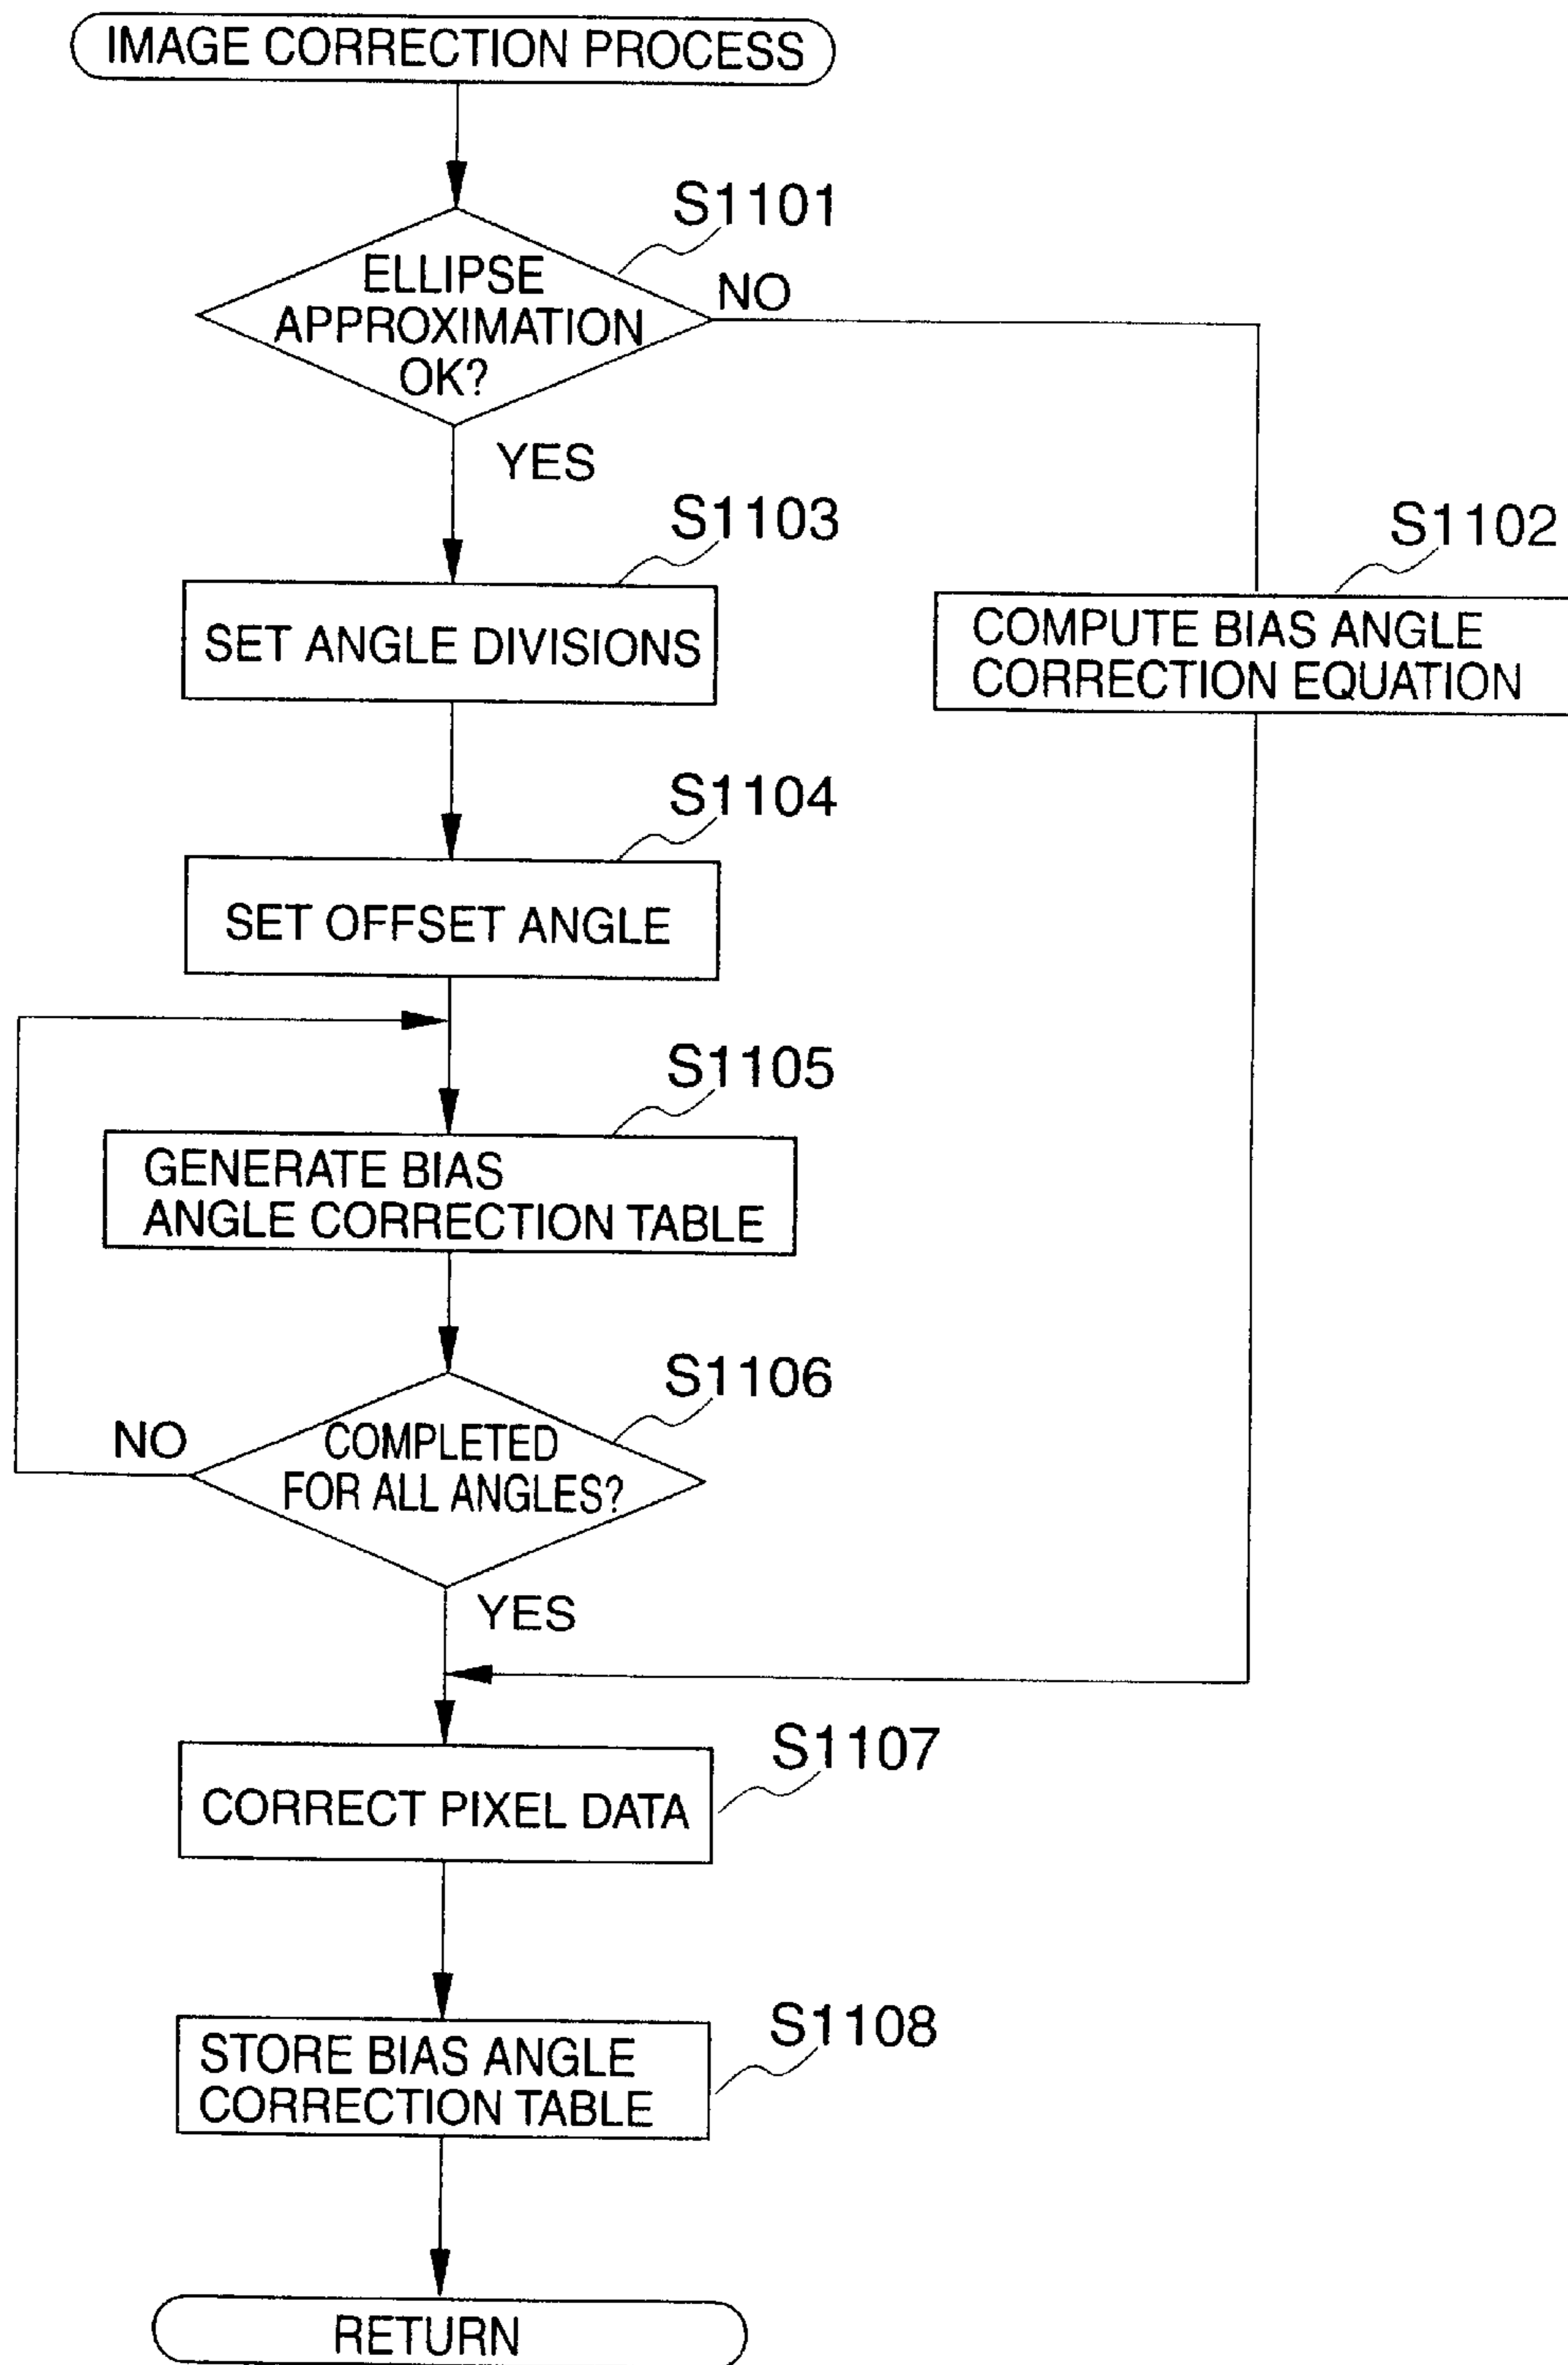 IMAGE CORRECTION PROCESS
S1101
ELLIPSE
APPROXIMATION
OK?
NO
YES
S1103
SET ANGLE DIVISIONS
S1102
COMPUTE BIAS ANGLE
CORRECTION EQUATION
S1104
SET OFFSET ANGLE
S1105
GENERATE BIAS
ANGLE CORRECTION TABLE
S1106
COMPLETED
FOR ALL ANGLES?
NO
YES
S1107
CORRECT PIXEL DATA
S1108
STORE BIAS ANGLE
CORRECTION TABLE
RETURN